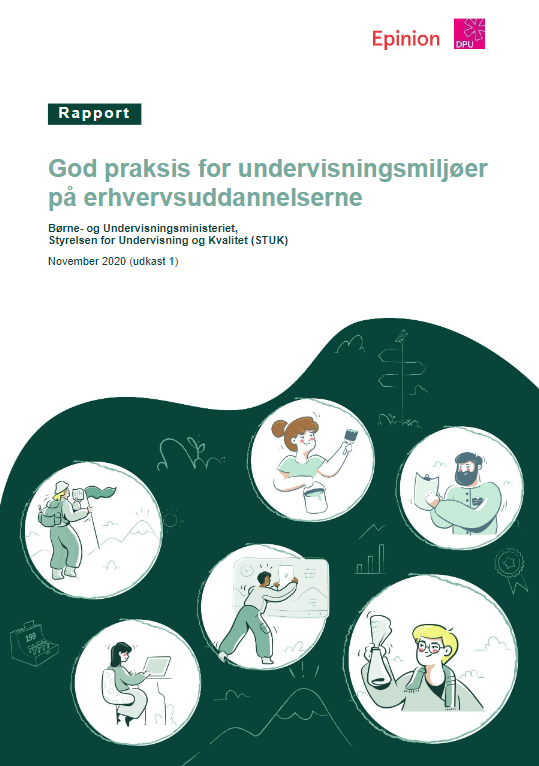 Epinion
DPU
Rapport
God praksis for undervisningsmiljøer
på erhvervsuddannelserne
Børne- og Undervisningsministeriet,
Styrelsen for Undervisning og Kvalitet (STUK)
November 2020 (udkast 1)
199